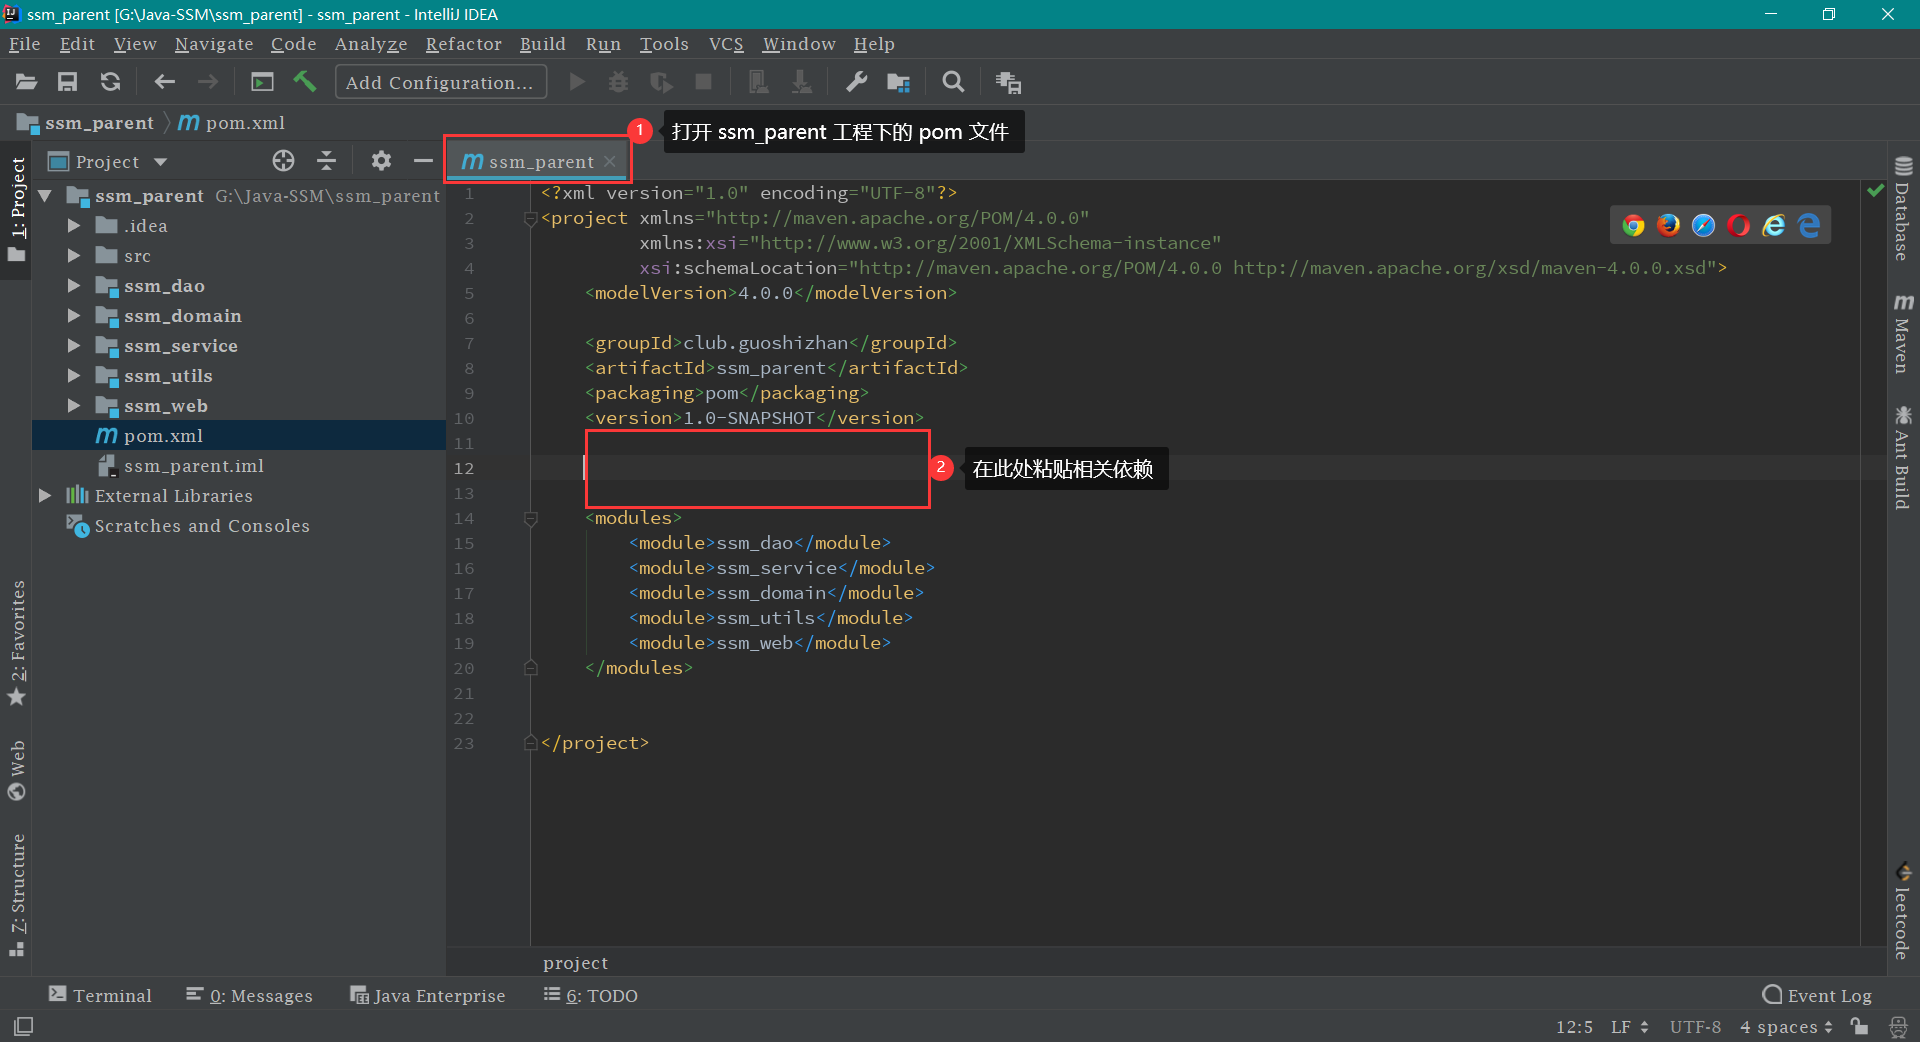 ssm_parent [G:\Java-SSM\ssm_parent] - ssm_parent - IntelliJ IDEA
File Edit View Navigate Code Analyze Refactor Build Run Tools VCS Window Help
Add Configuration...
ssm_parent pom.xml
1 打开 ssm_parent 工程下的 pom 文件
Project
ssm_parent
1: Project
2: Favorites
Web
Z: Structure
ssm_parent G:\Java-SSM\ssm_parent
.idea
src
ssm_dao
ssm_domain
ssm_service
ssm_utils
ssm_web
pom.xml
ssm_parent.iml
External Libraries
Scratches and Consoles
1 <?xml version="1.0" encoding="UTF-8"?>
2 <project xmlns="http://maven.apache.org/POM/4.0.0"
3 xmlns:xsi="http://www.w3.org/2001/XMLSchema-instance"
4 xsi:schemaLocation="http://maven.apache.org/POM/4.0.0 http://maven.apache.org/xsd/maven-4.0.0.xsd">
5 <modelVersion>4.0.0</modelVersion>
6
7 <groupId>club.guoshizhan</groupId>
8 <artifactId>ssm_parent</artifactId>
9 <packaging>pom</packaging>
10 <version>1.0-SNAPSHOT</version>
11
12
2 在此处粘贴相关依赖
13
14 <modules>
15 <module>ssm_dao</module>
16 <module>ssm_service</module>
17 <module>ssm_domain</module>
18 <module>ssm_utils</module>
19 <module>ssm_web</module>
20 </modules>
21
22
23 </project>
project
Database
Maven
Ant Build
leetcode
Terminal 0: Messages Java Enterprise 6: TODO Event Log
12:5 LF UTF-8 4 spaces